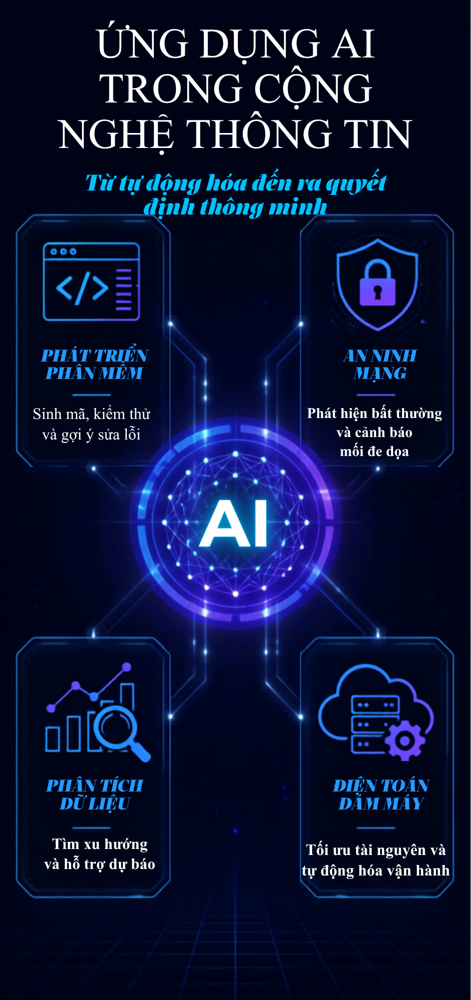 ỨNG DỤNG AI
TRONG CỘNG
NGHỆ THÔNG TIN
Từ tự động hóa đến ra quyết
định thông minh
</>
PHÁT TRIỂN
PHÂN MỀM
Sinh mã, kiểm thử
và gợi ý sửa lỗi
AN NINH
MẠNG
Phát hiện bất thường
và cảnh báo
mối đe dọa
AI
PHÂN TÍCH
DỮ LIỆU
Tìm xu hướng
và hỗ trợ dự báo
ĐIỆN TOÁN
ĐÁM MÁY
Tối ưu tài nguyên và
tự động hóa vận hành